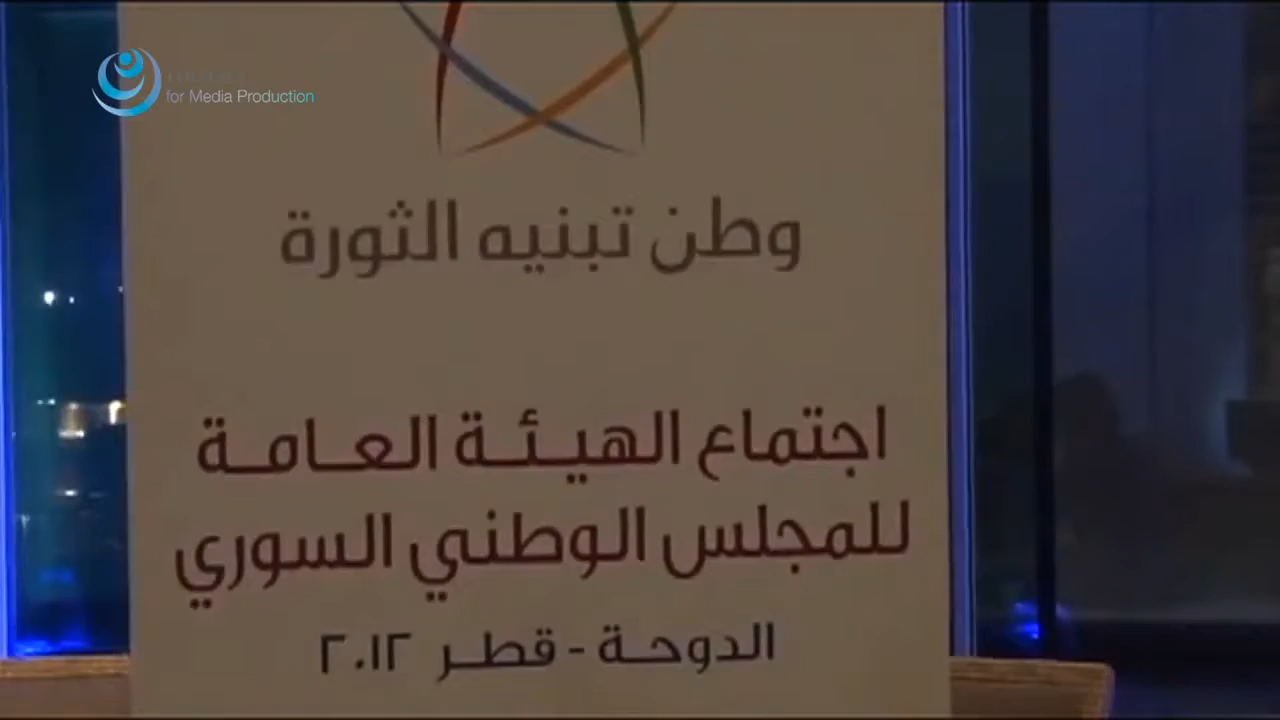 for Media Production
وطن تبنيه الثورة
اجتماع الهيئة العامة
للمجلس الوطني السوري
الدوحة - قطر ٢٠١٢